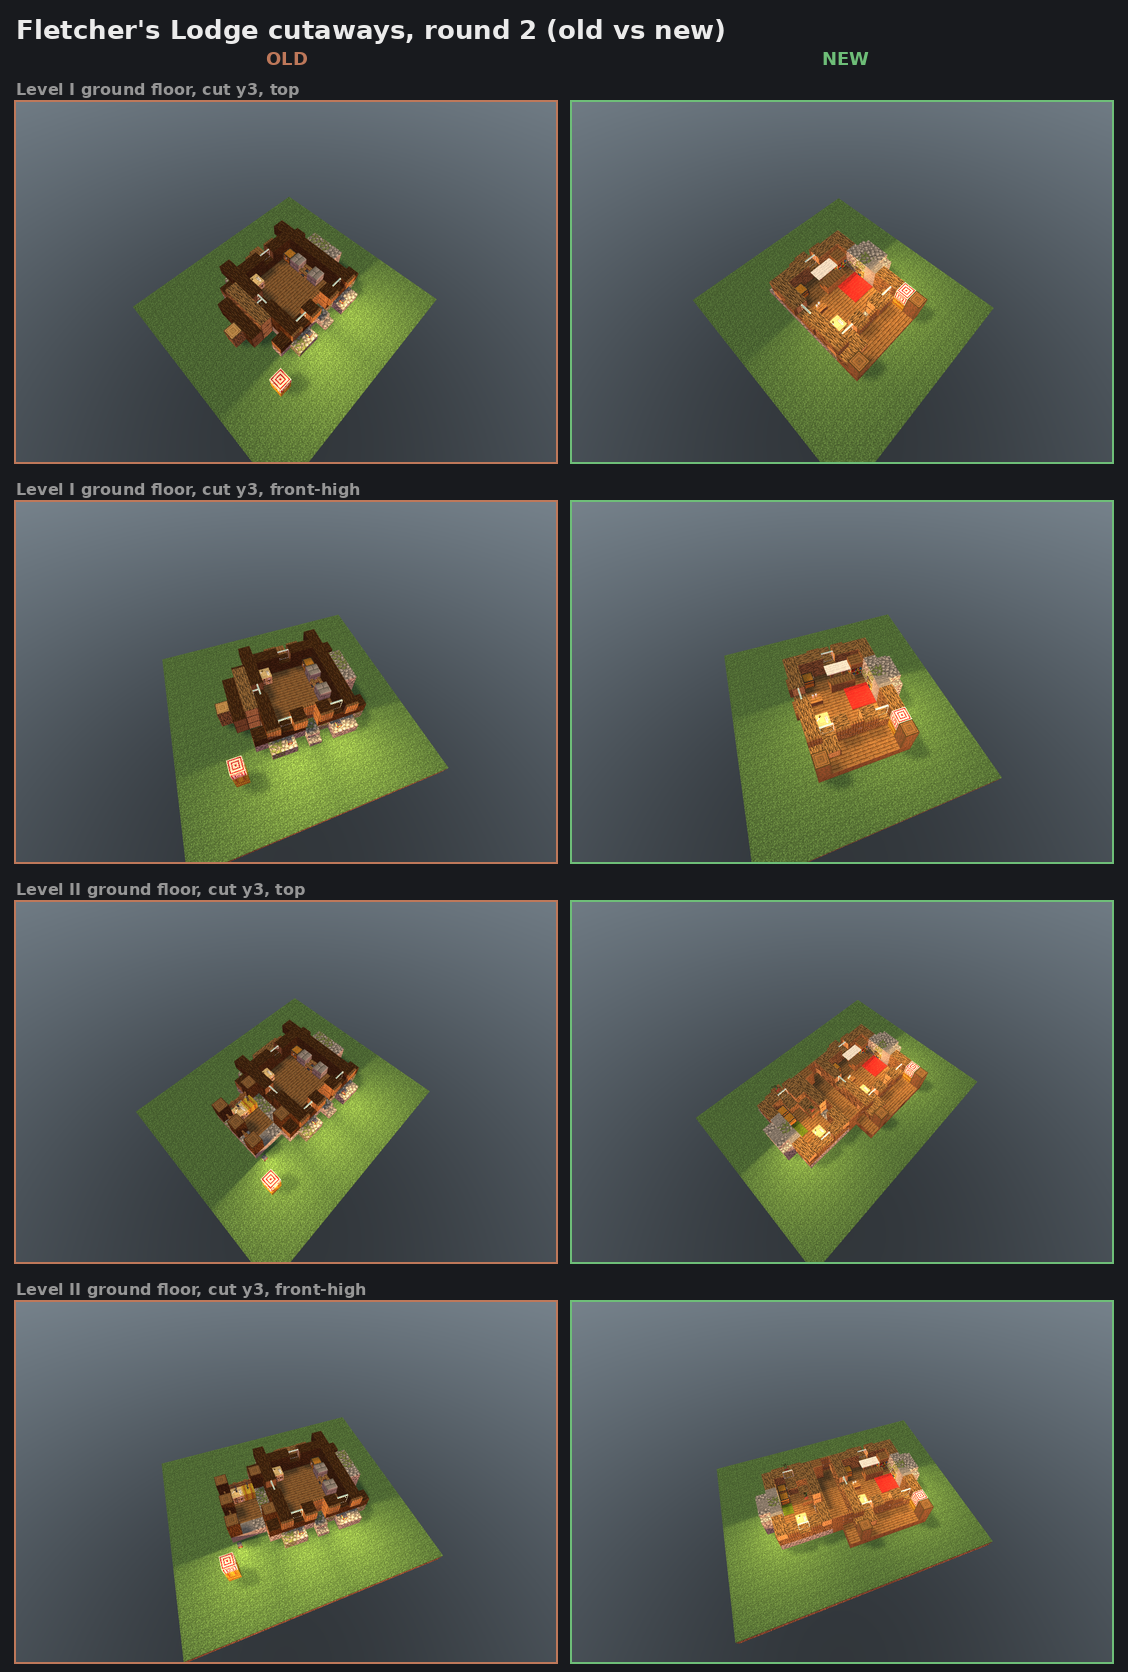 Fletcher's Lodge cutaways, round 2 (old vs new)
OLD
NEW
Level I ground floor, cut y3, top
Level I ground floor, cut y3, front-high
Level II ground floor, cut y3, top
Level II ground floor, cut y3, front-high